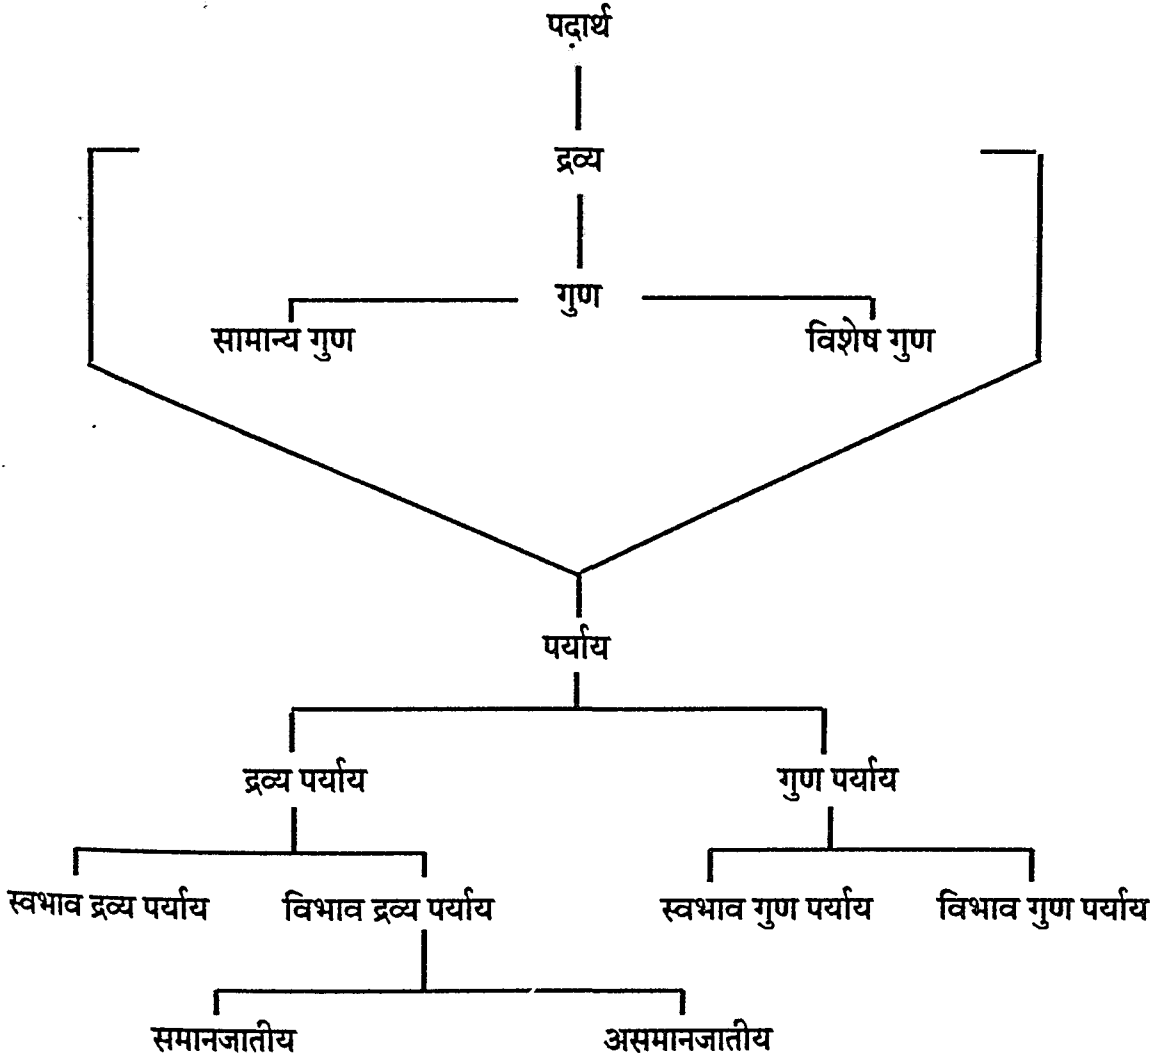 पदार्थ
द्रव्य
गुण
सामान्य गुण विशेष गुण
पर्याय
द्रव्य पर्याय गुण पर्याय
स्वभाव द्रव्य पर्याय विभाव द्रव्य पर्याय स्वभाव गुण पर्याय विभाव गुण पर्याय
समानजातीय असमानजातीय